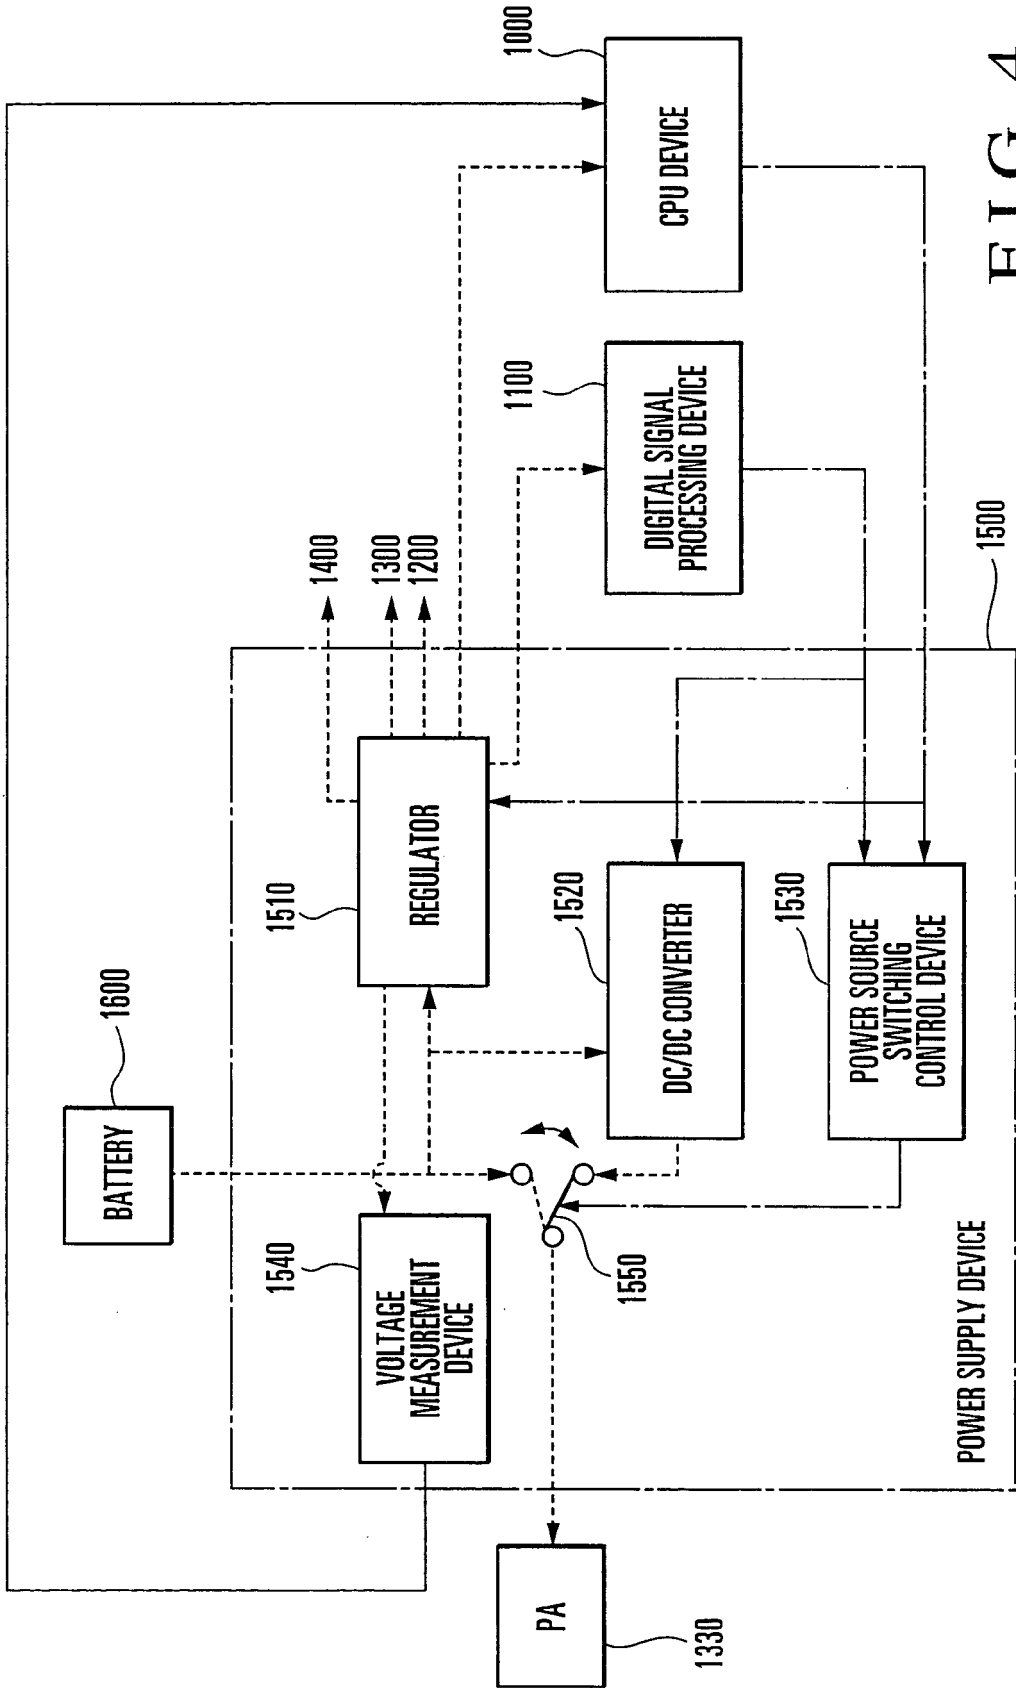 1600
BATTERY
1540
VOLTAGE
MEASUREMENT
DEVICE
1510
REGULATOR
1400
1300
1200
PA
1330
1550
1520
DC/DC CONVERTER
1530
POWER SOURCE
SWITCHING
CONTROL DEVICE
POWER SUPPLY DEVICE
1500
1100
DIGITAL SIGNAL
PROCESSING DEVICE
1000
CPU DEVICE
FIG. 4